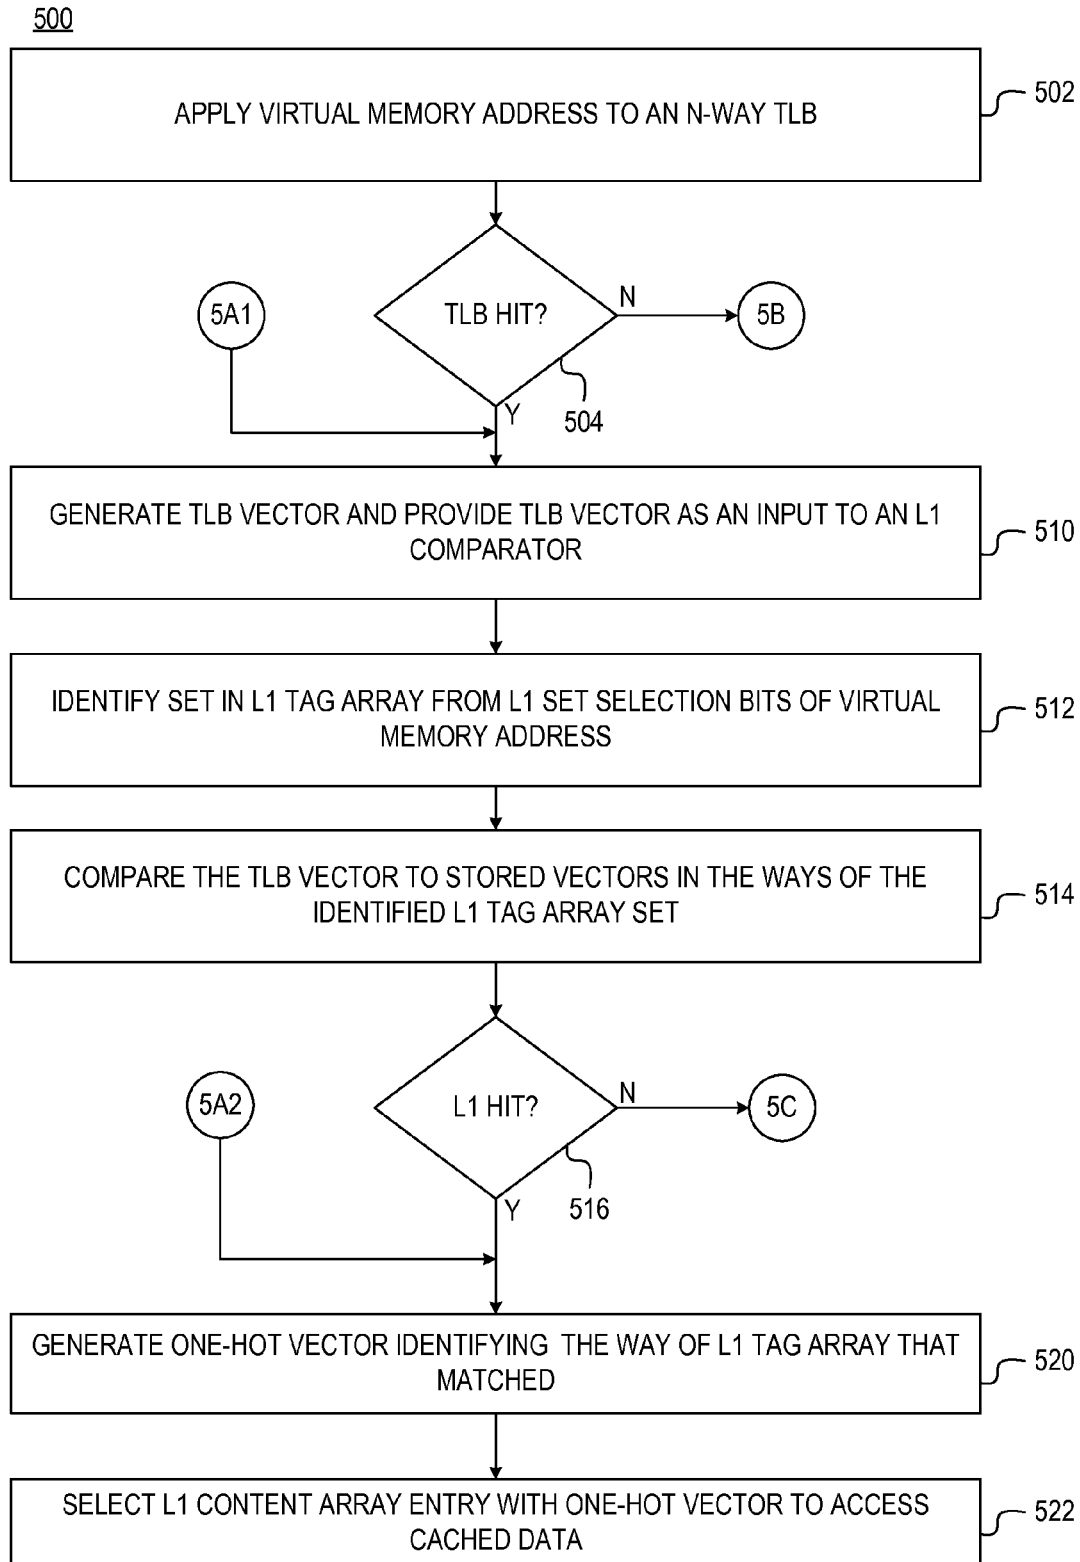 500
APPLY VIRTUAL MEMORY ADDRESS TO AN N-WAY TLB
502
5A1
TLB HIT?
N
5B
Y
504
GENERATE TLB VECTOR AND PROVIDE TLB VECTOR AS AN INPUT TO AN L1
COMPARATOR
510
IDENTIFY SET IN L1 TAG ARRAY FROM L1 SET SELECTION BITS OF VIRTUAL
MEMORY ADDRESS
512
COMPARE THE TLB VECTOR TO STORED VECTORS IN THE WAYS OF THE
IDENTIFIED L1 TAG ARRAY SET
514
5A2
L1 HIT?
N
5C
Y
516
GENERATE ONE-HOT VECTOR IDENTIFYING THE WAY OF L1 TAG ARRAY THAT
MATCHED
520
SELECT L1 CONTENT ARRAY ENTRY WITH ONE-HOT VECTOR TO ACCESS
CACHED DATA
522